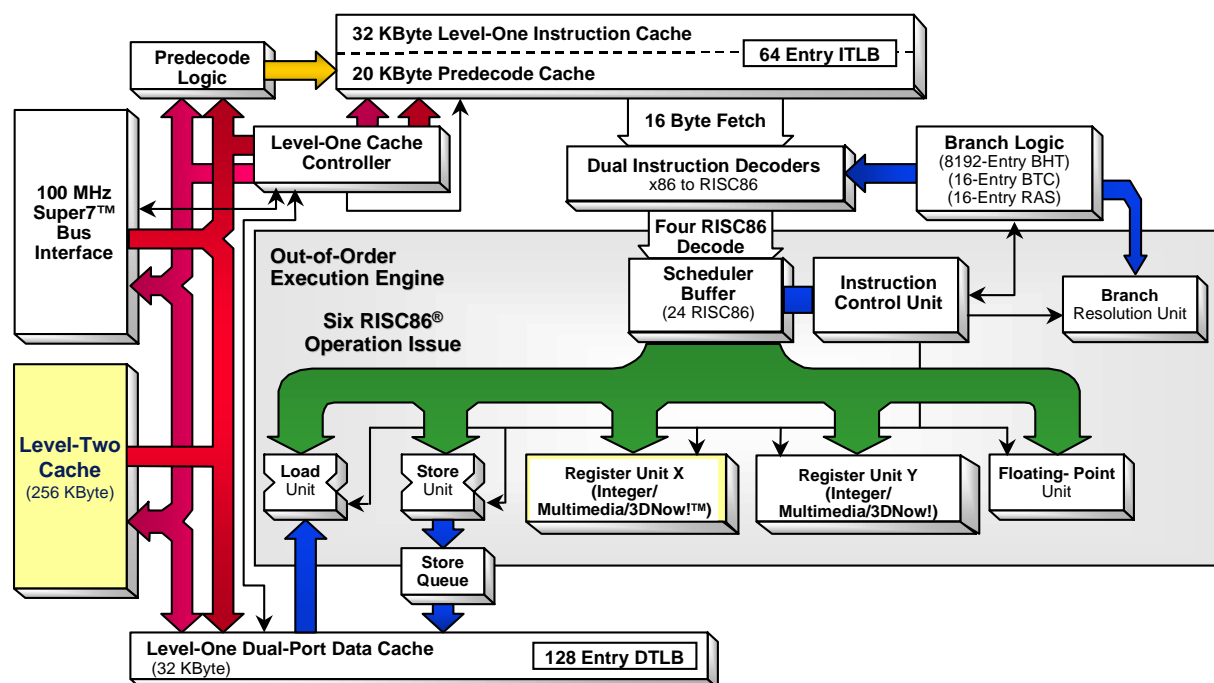 32 KByte Level-One Instruction Cache
64 Entry ITLB
20 KByte Predecode Cache
Predecode
Logic
16 Byte Fetch
Level-One Cache
Controller
Dual Instruction Decoders
x86 to RISC86
Branch Logic
(8192-Entry BHT)
(16-Entry BTC)
(16-Entry RAS)
100 MHz
Super7™
Bus
Interface
Four RISC86
Decode
Out-of-Order
Execution Engine
Scheduler
Buffer
(24 RISC86)
Instruction
Control Unit
Branch
Resolution Unit
Six RISC86®
Operation Issue
Level-Two
Cache
(256 KByte)
Load
Unit
Store
Unit
Register Unit X
(Integer/
Multimedia/3DNow!™)
Register Unit Y
(Integer/
Multimedia/3DNow!)
Floating- Point
Unit
Store
Queue
Level-One Dual-Port Data Cache
(32 KByte)
128 Entry DTLB